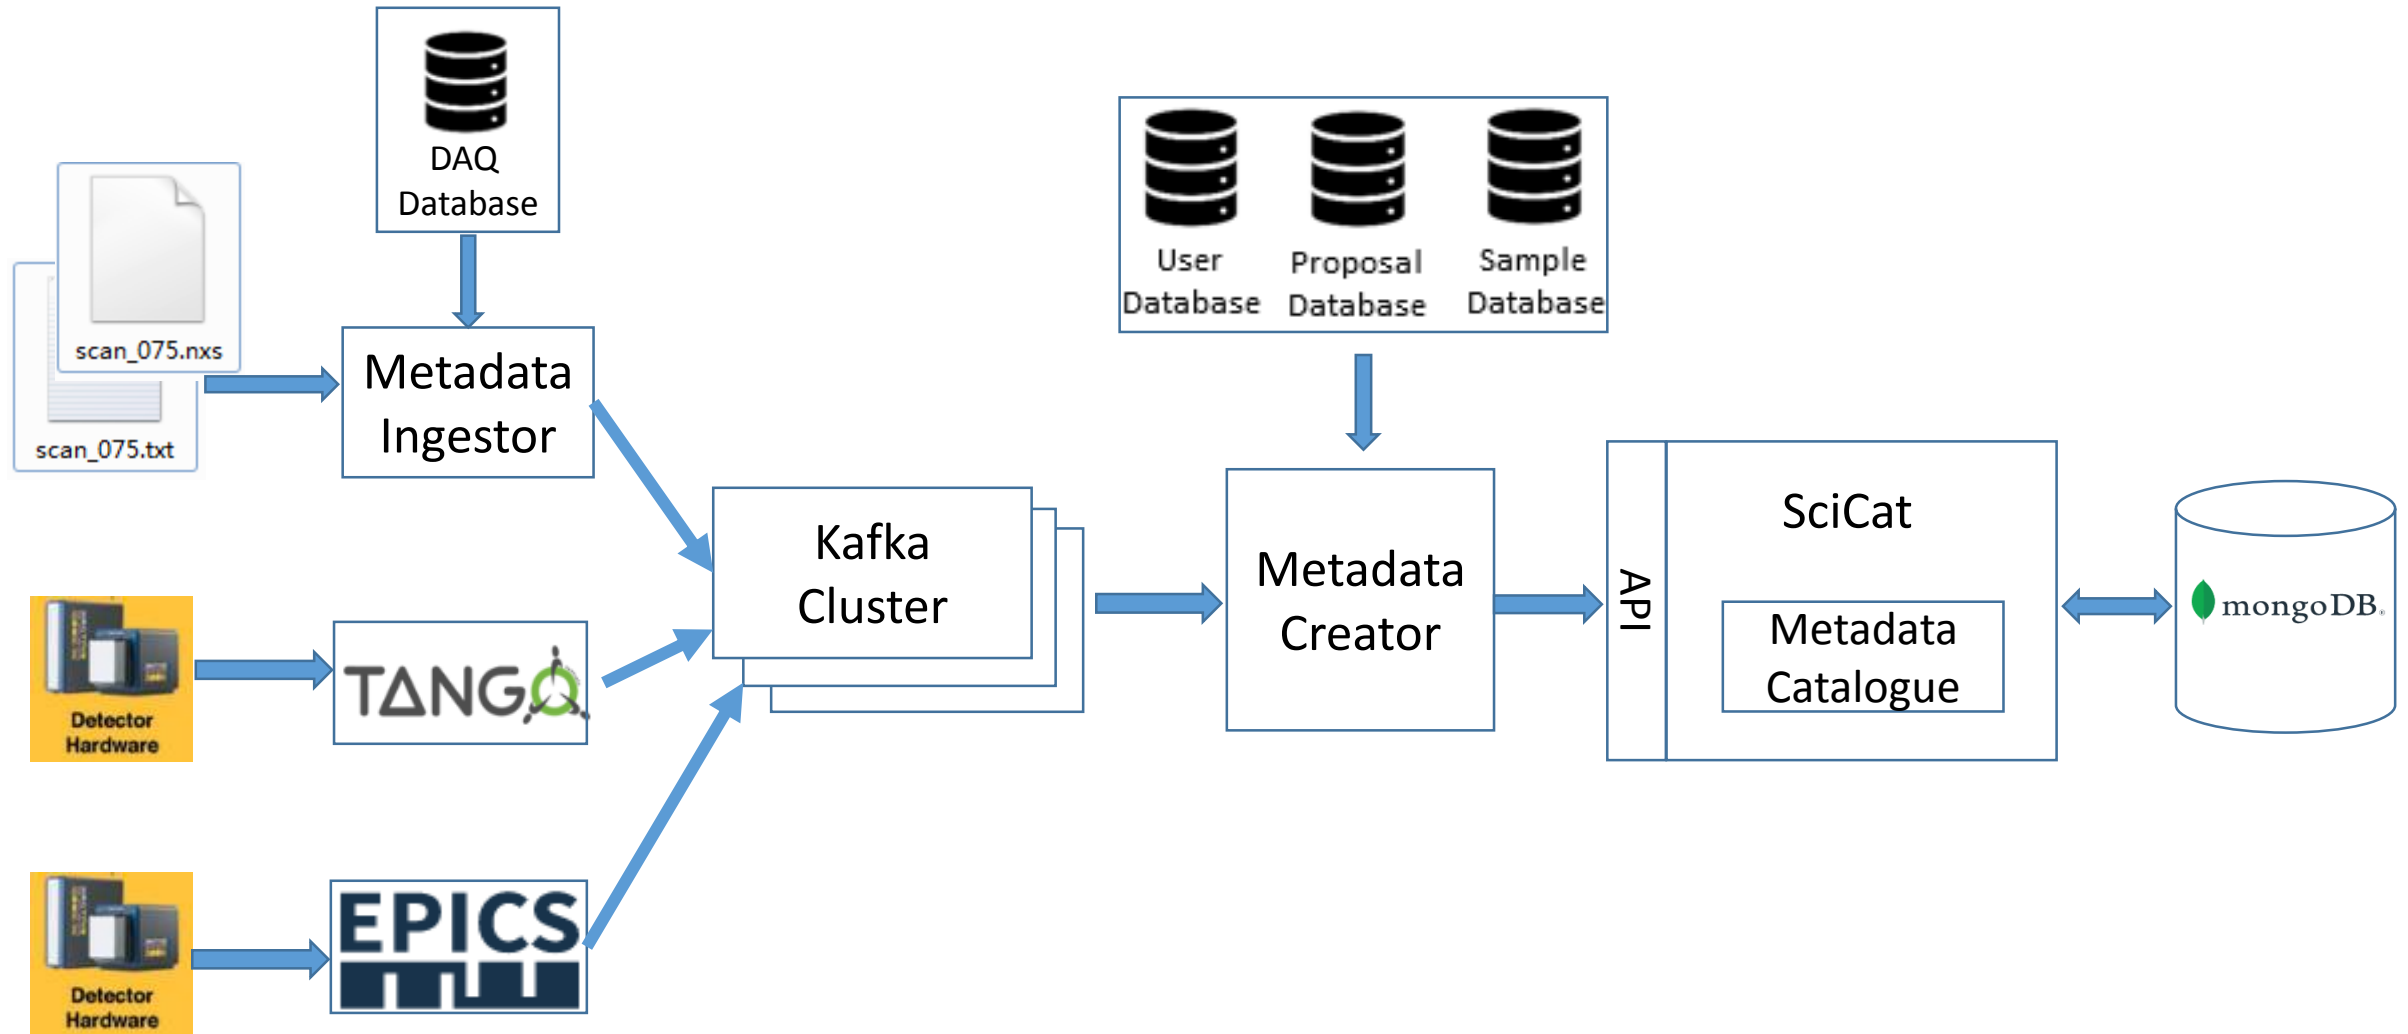 DAQ
Database
scan_075.nxs
scan_075.txt
Metadata
Ingestor
User
Database
Proposal
Database
Sample
Database
Kafka
Cluster
Metadata
Creator
API
SciCat
Metadata
Catalogue
mongoDB
Detector
Hardware
TANGO
Detector
Hardware
EPICS